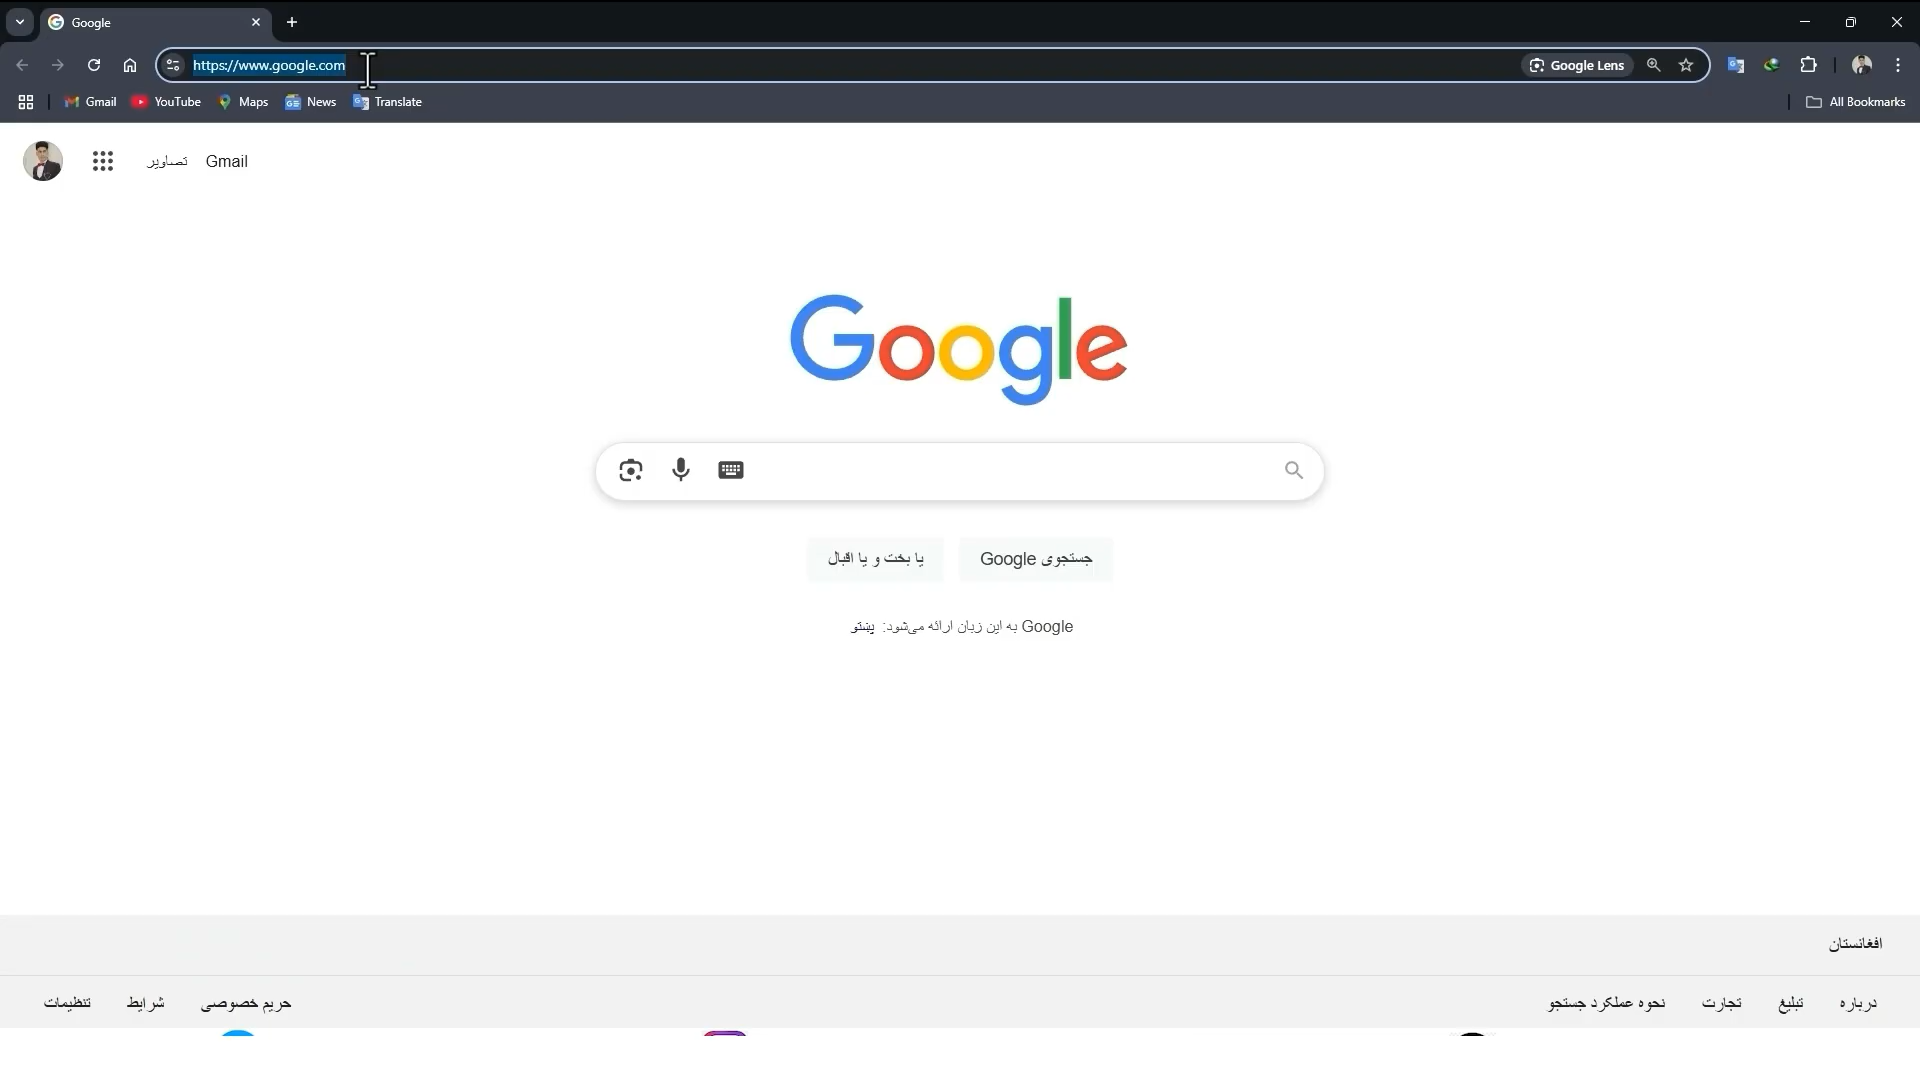 Google
https://www.google.com
Google Lens
Gmail
YouTube
Maps
News
Translate
All Bookmarks
Gmail
تصاویر
Google
جستجوی Google
یا بخت و یا اقبال
Google به این زبان ارائه می‌شود: پښتو
افغانستان
درباره
تبلیغ
تجارت
نحوه عملکرد جستجو
حریم خصوصی
شرایط
تنظیمات